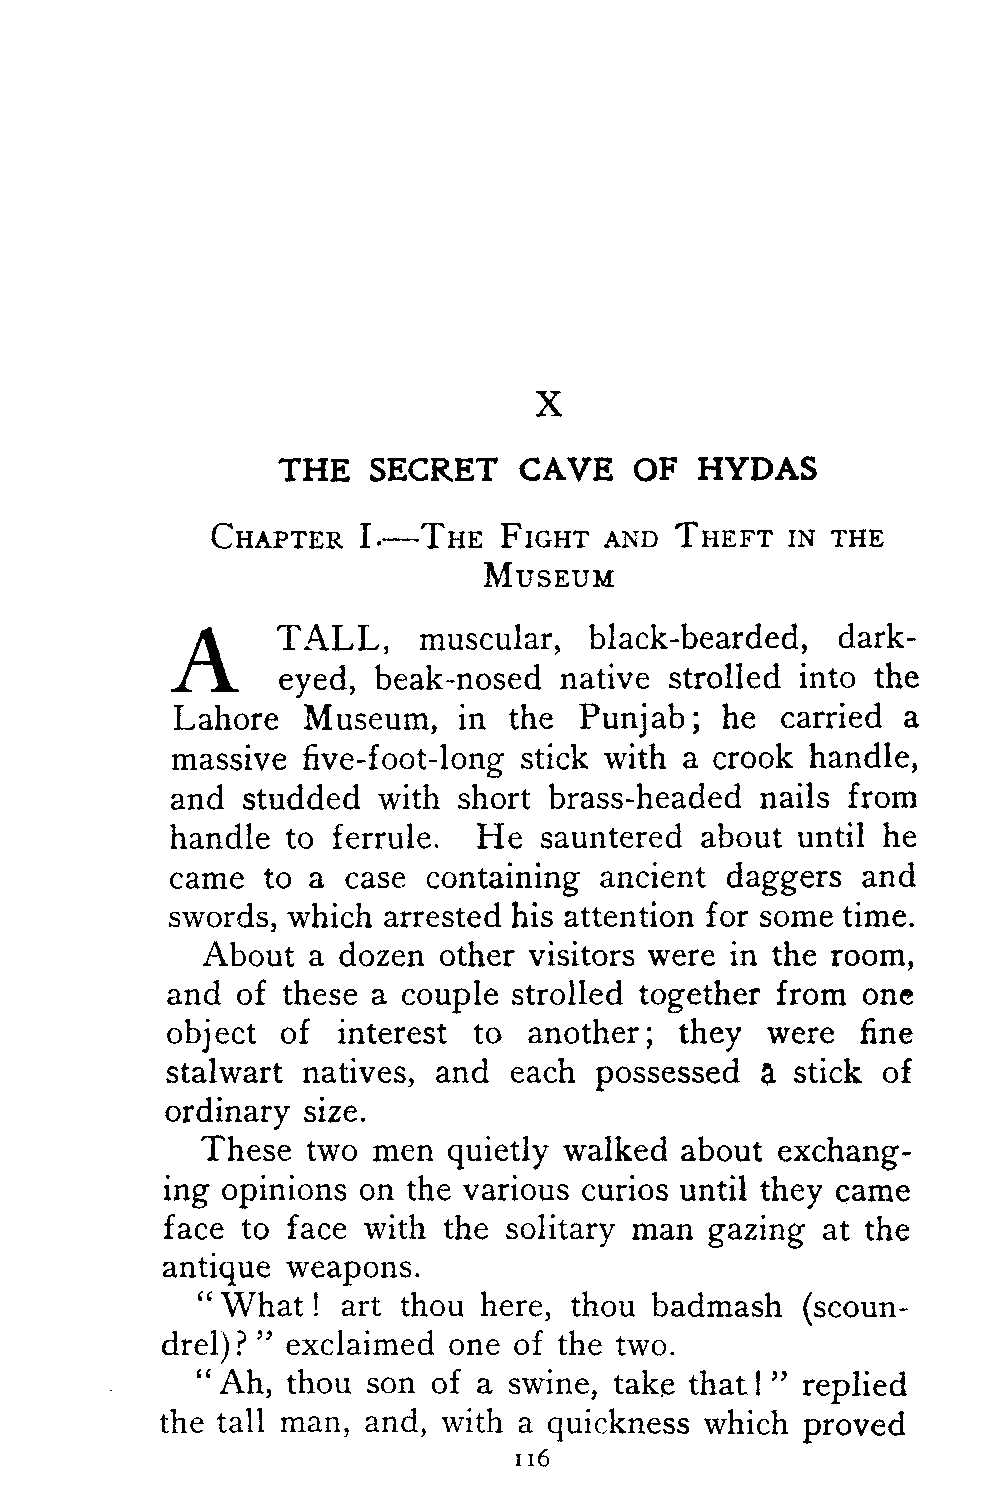 X
THE SECRET CAVE OF HYDAS
CHAPTER I.—THE FIGHT AND THEFT IN THE
MUSEUM
A TALL, muscular, black-bearded, dark-
eyed, beak-nosed native strolled into the
Lahore Museum, in the Punjab; he carried a
massive five-foot-long stick with a crook handle,
and studded with short brass-headed nails from
handle to ferrule. He sauntered about until he
came to a case containing ancient daggers and
swords, which arrested his attention for some time.
About a dozen other visitors were in the room,
and of these a couple strolled together from one
object of interest to another; they were fine
stalwart natives, and each possessed a stick of
ordinary size.
These two men quietly walked about exchang-
ing opinions on the various curios until they came
face to face with the solitary man gazing at the
antique weapons.
“What! art thou here, thou badmash (scoun-
drel)?” exclaimed one of the two.
“Ah, thou son of a swine, take that!” replied
the tall man, and, with a quickness which proved
116